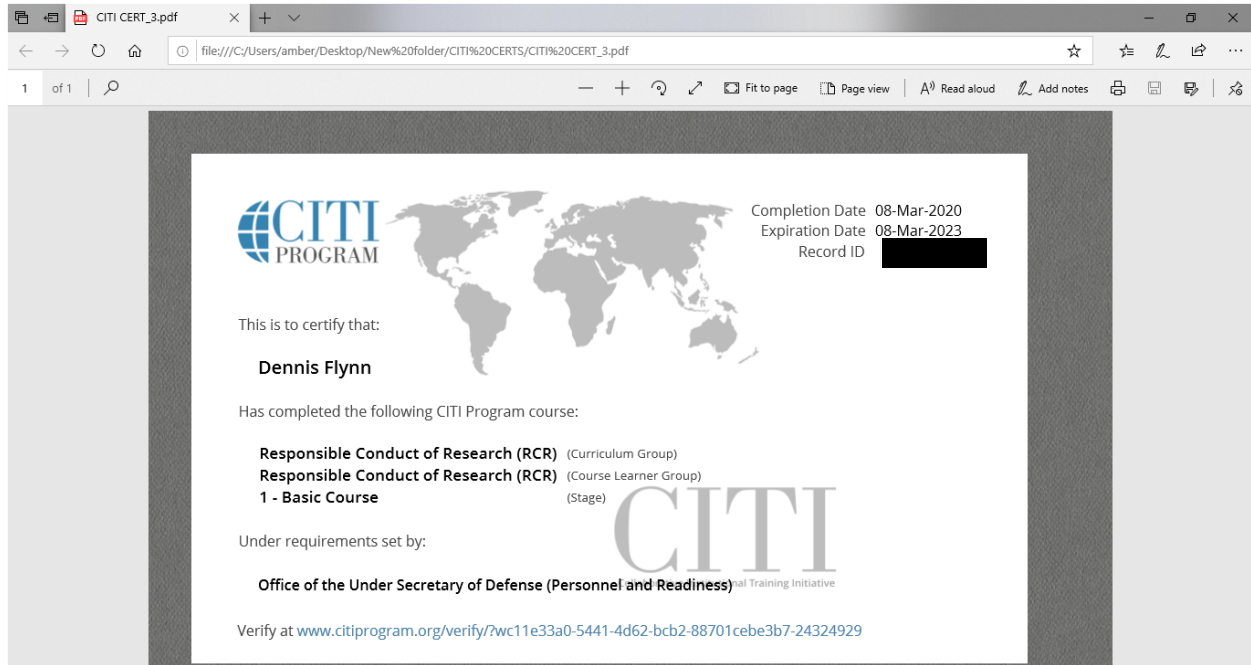 CITI CERT_3.pdf
file:///C:/Users/amber/Desktop/New%20folder/CITI%20CERTS/CITI%20CERT_3.pdf
1 of 1 Fit to page Page view Read aloud Add notes
CITI
PROGRAM
Completion Date 08-Mar-2020
Expiration Date 08-Mar-2023
Record ID
This is to certify that:
Dennis Flynn
Has completed the following CITI Program course:
Responsible Conduct of Research (RCR) (Curriculum Group)
Responsible Conduct of Research (RCR) (Course Learner Group)
1 - Basic Course (Stage)
CITI
Under requirements set by:
Training Initiative
Office of the Under Secretary of Defense (Personnel and Readiness)
Verify at www.citiprogram.org/verify/?wc11e33a0-5441-4d62-bcb2-88701cebe3b7-24324929